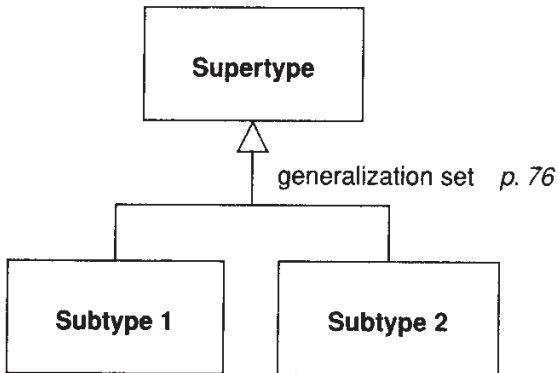 Supertype
generalization set p. 76
Subtype 1
Subtype 2